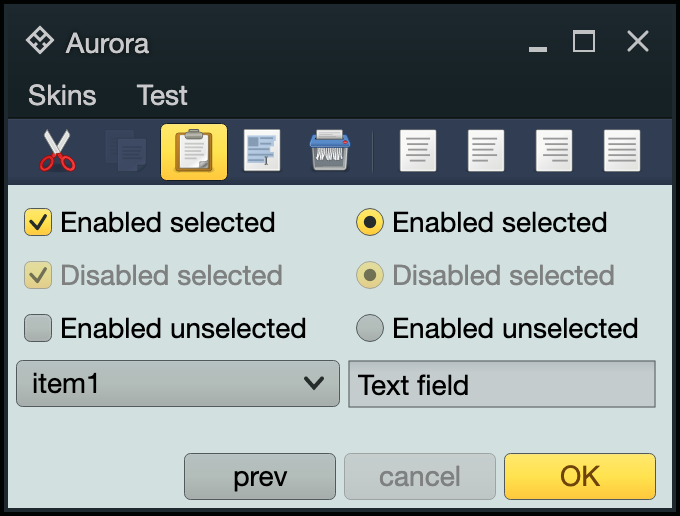 Aurora
Skins Test
Enabled selected Enabled selected
Disabled selected Disabled selected
Enabled unselected Enabled unselected
item1 Text field
prev cancel OK